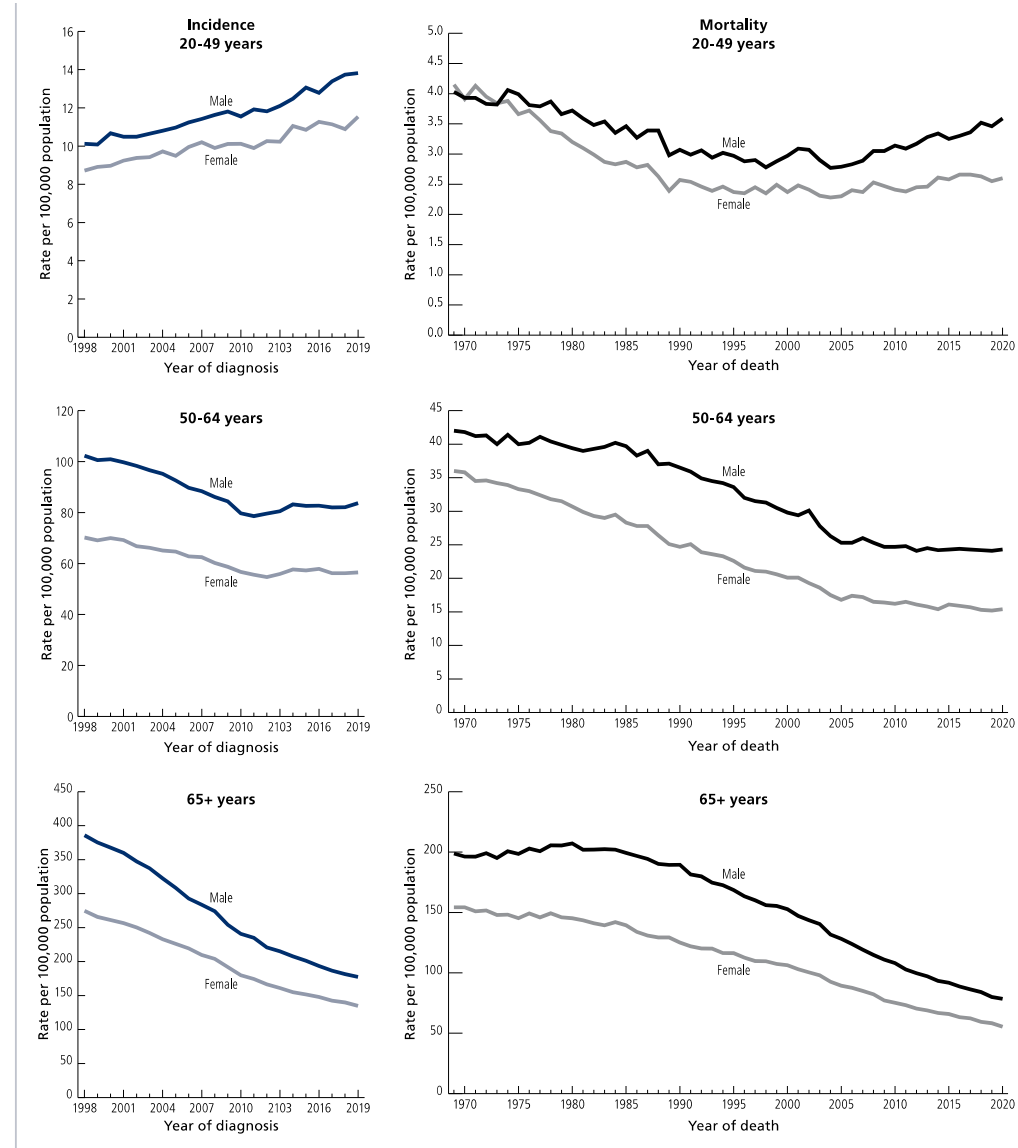 Incidence
20-49 years
Rate per 100,000 population
16
14
12
10
8
6
4
2
0
Male
Female
1998 2001 2004 2007 2010 2103 2016 2019
Year of diagnosis
Mortality
20-49 years
Rate per 100,000 population
5.0
4.5
4.0
3.5
3.0
2.5
2.0
1.5
1.0
0.5
0.0
Male
Female
1970 1975 1980 1985 1990 1995 2000 2005 2010 2015 2020
Year of death
50-64 years
Rate per 100,000 population
120
100
80
60
40
20
0
Male
Female
1998 2001 2004 2007 2010 2103 2016 2019
Year of diagnosis
50-64 years
Rate per 100,000 population
45
40
35
30
25
20
15
10
5
0
Male
Female
1970 1975 1980 1985 1990 1995 2000 2005 2010 2015 2020
Year of death
65+ years
Rate per 100,000 population
450
400
350
300
250
200
150
100
50
0
Male
Female
1998 2001 2004 2007 2010 2103 2016 2019
Year of diagnosis
65+ years
Rate per 100,000 population
250
200
150
100
50
0
Male
Female
1970 1975 1980 1985 1990 1995 2000 2005 2010 2015 2020
Year of death